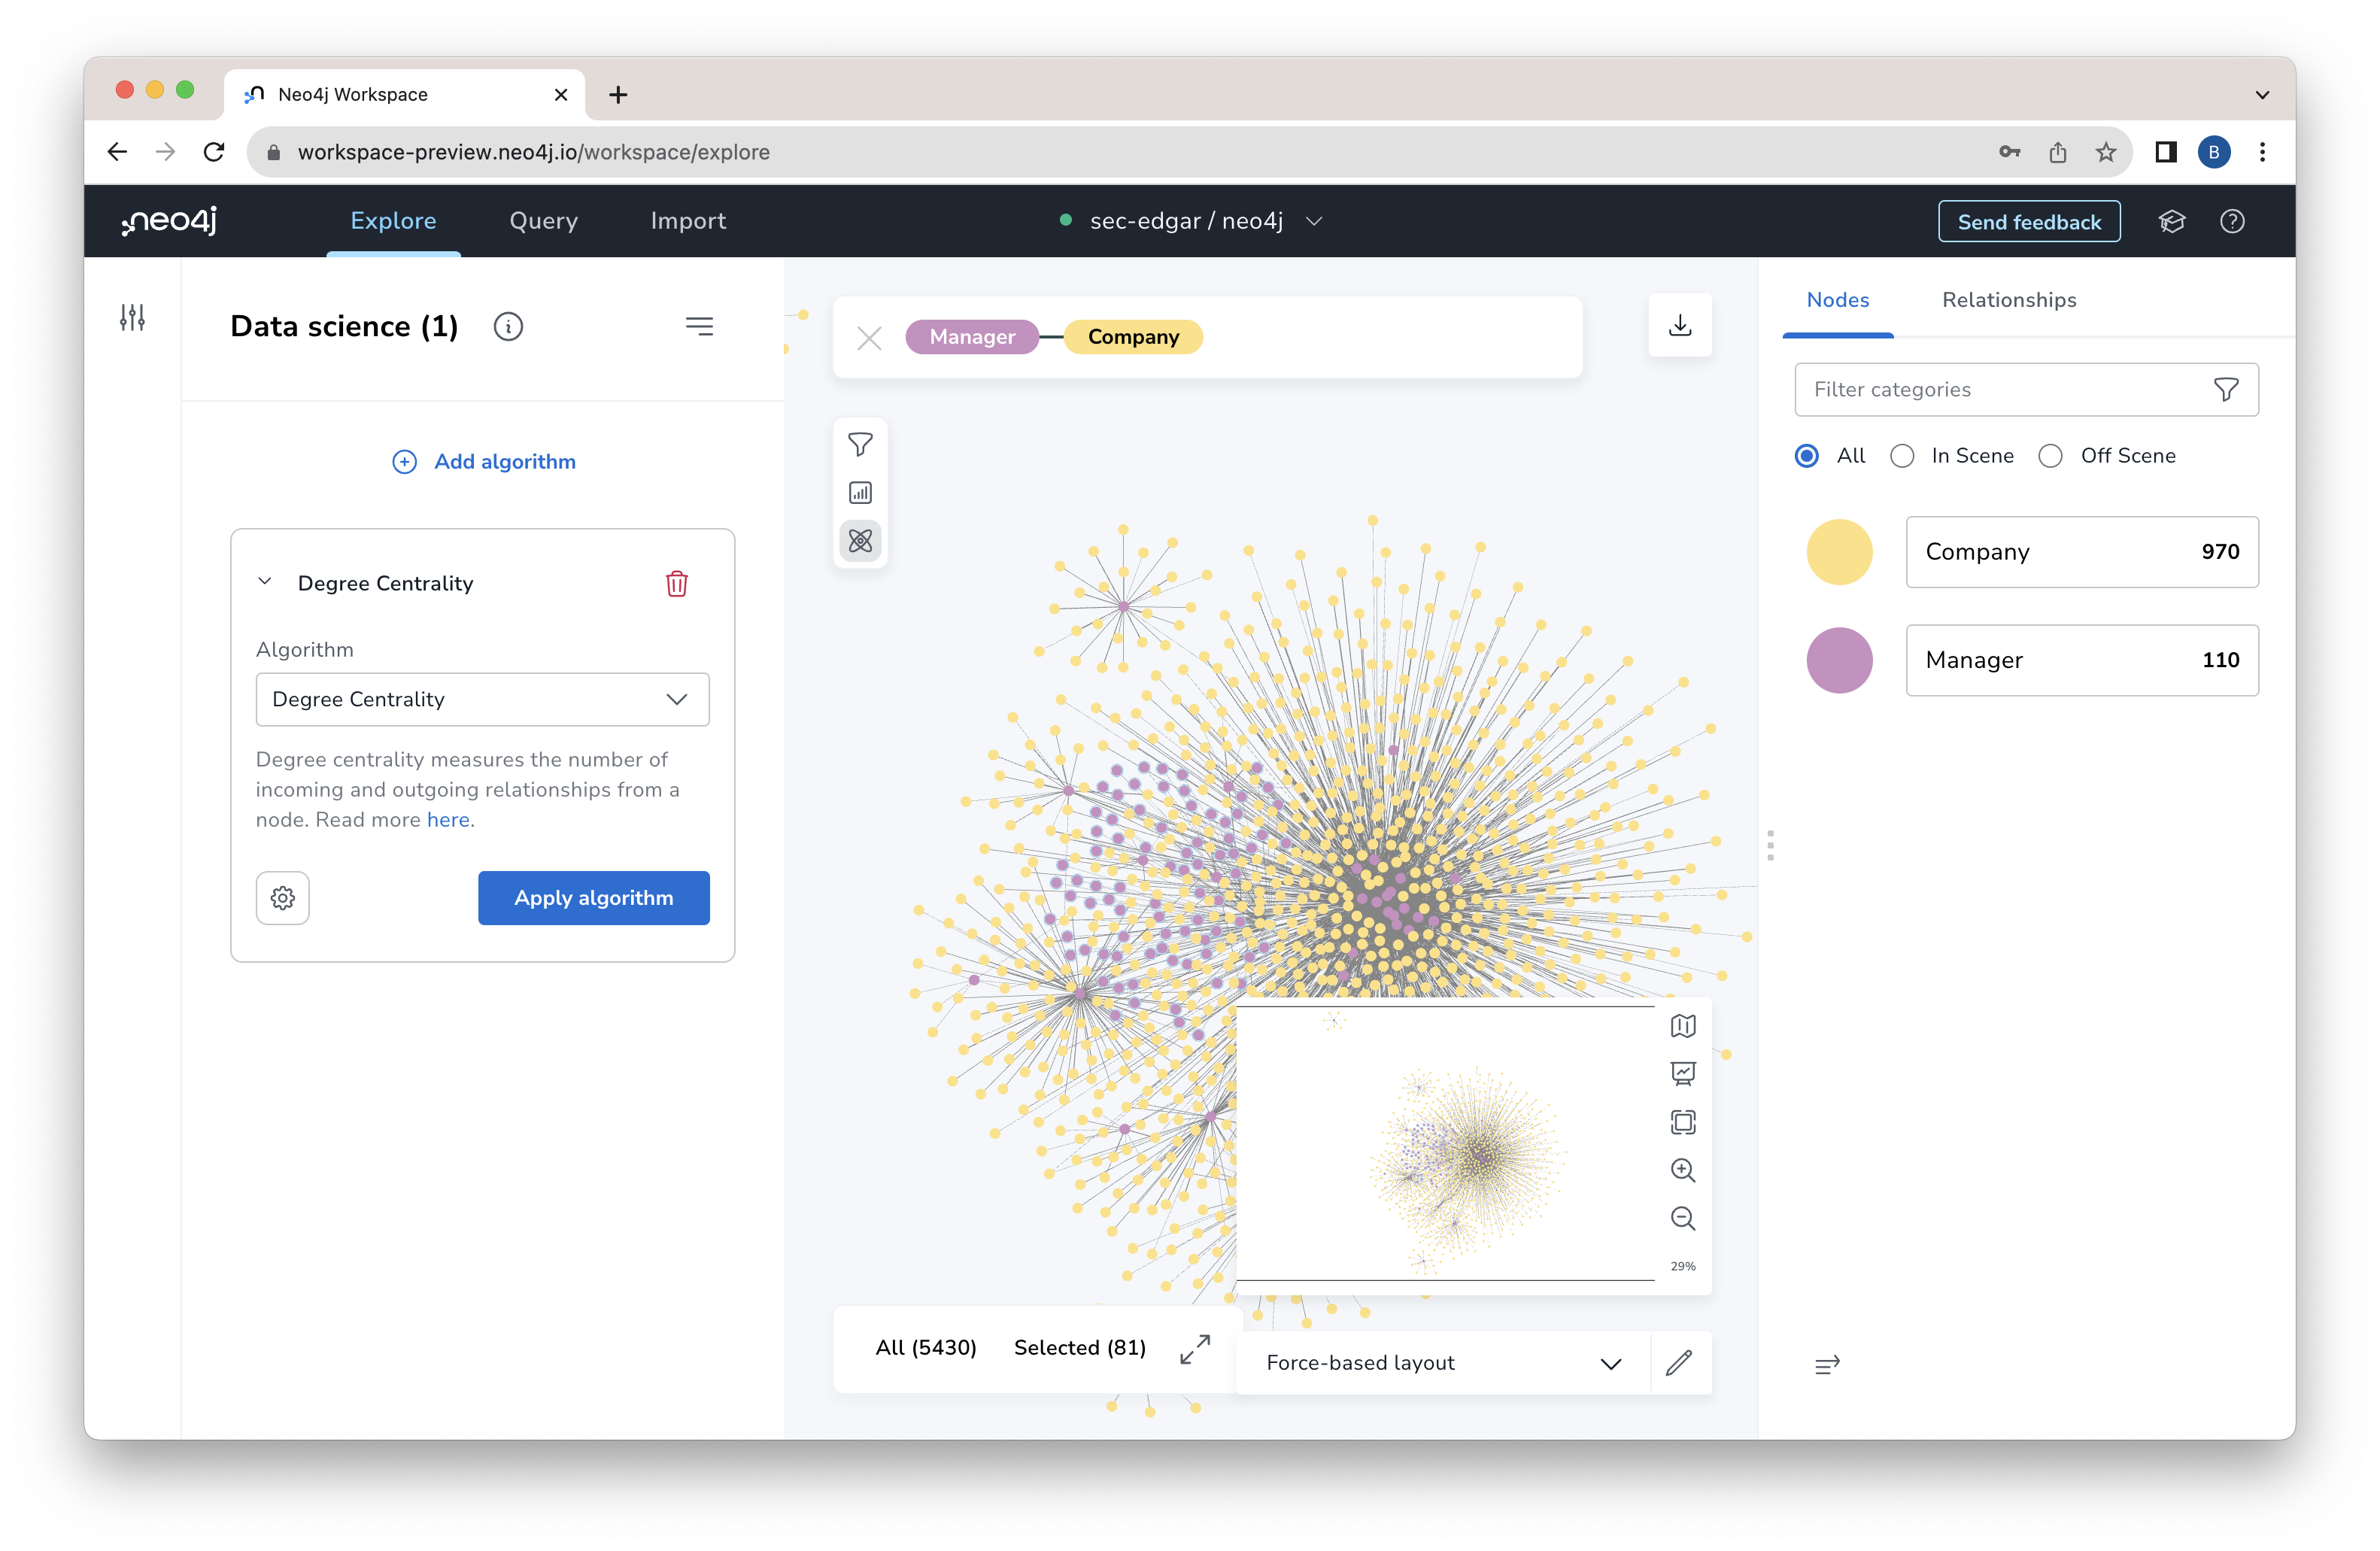 Neo4j Workspace
workspace-preview.neo4j.io/workspace/explore
B
neo4j
Explore
Query
Import
sec-edgar / neo4j
Send feedback
Data science (1)
Add algorithm
Degree Centrality
Algorithm
Degree Centrality
Degree centrality measures the number of
incoming and outgoing relationships from a
node. Read more here.
Apply algorithm
Manager
Company
29%
All (5430)
Selected (81)
Force-based layout
Nodes
Relationships
Filter categories
All
In Scene
Off Scene
Company 970
Manager 110